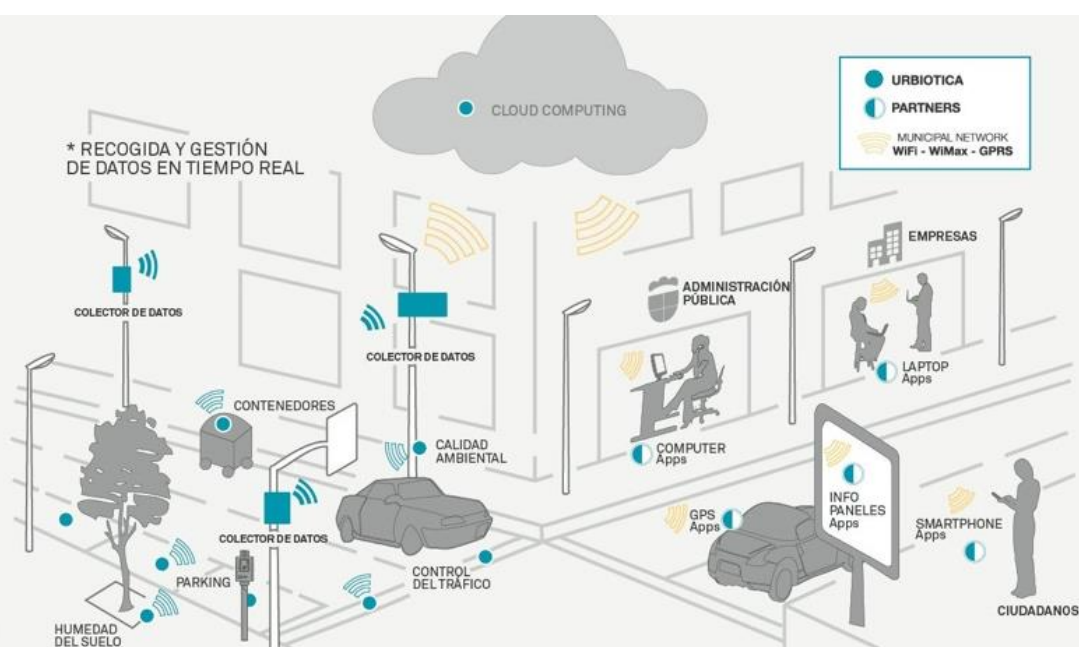 CLOUD COMPUTING
URBIOTICA
PARTNERS
MUNICIPAL NETWORK
WiFi - WiMax - GPRS
* RECOGIDA Y GESTIÓN
DE DATOS EN TIEMPO REAL
EMPRESAS
ADMINISTRACIÓN
PÚBLICA
COLECTOR DE DATOS
COLECTOR DE DATOS
LAPTOP
Apps
CONTENEDORES
CALIDAD
AMBIENTAL
COMPUTER
Apps
INFO
PANELES
Apps
GPS
Apps
SMARTPHONE
Apps
COLECTOR DE DATOS
PARKING
CONTROL
DEL TRÁFICO
CIUDADANOS
HUMEDAD
DEL SUELO